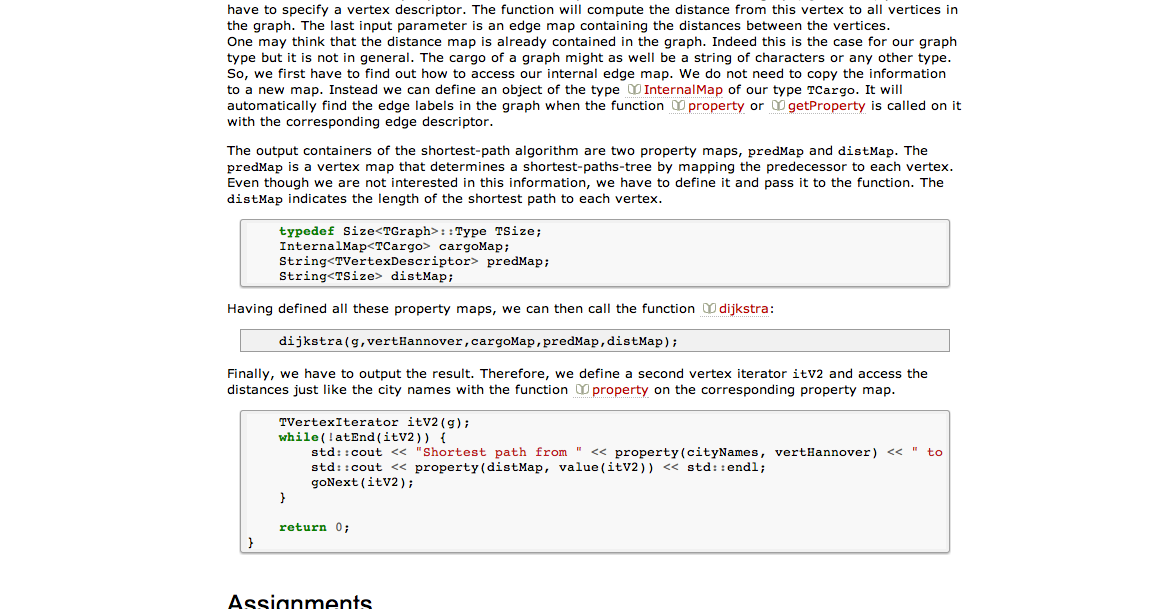 have to specify a vertex descriptor. The function will compute the distance from this vertex to all vertices in
the graph. The last input parameter is an edge map containing the distances between the vertices.
One may think that the distance map is already contained in the graph. Indeed this is the case for our graph
type but it is not in general. The cargo of a graph might as well be a string of characters or any other type.
So, we first have to find out how to access our internal edge map. We do not need to copy the information
to a new map. Instead we can define an object of the type InternalMap of our type TCargo. It will
automatically find the edge labels in the graph when the function property or getProperty is called on it
with the corresponding edge descriptor.
The output containers of the shortest-path algorithm are two property maps, predMap and distMap. The
predMap is a vertex map that determines a shortest-paths-tree by mapping the predecessor to each vertex.
Even though we are not interested in this information, we have to define it and pass it to the function. The
distMap indicates the length of the shortest path to each vertex.
typedef Size<TGraph>::Type TSize;
InternalMap<TCargo> cargoMap;
String<TVertexDescriptor> predMap;
String<TSize> distMap;
Having defined all these property maps, we can then call the function dijkstra:
dijkstra(g,vertHannover,cargoMap,predMap,distMap);
Finally, we have to output the result. Therefore, we define a second vertex iterator itV2 and access the
distances just like the city names with the function property on the corresponding property map.
TVertexIterator itV2(g);
while(!atEnd(itV2)) {
std::cout << "Shortest path from " << property(cityNames, vertHannover) << " to
std::cout << property(distMap, value(itV2)) << std::endl;
goNext(itV2);
}
return 0;
}
Assignments